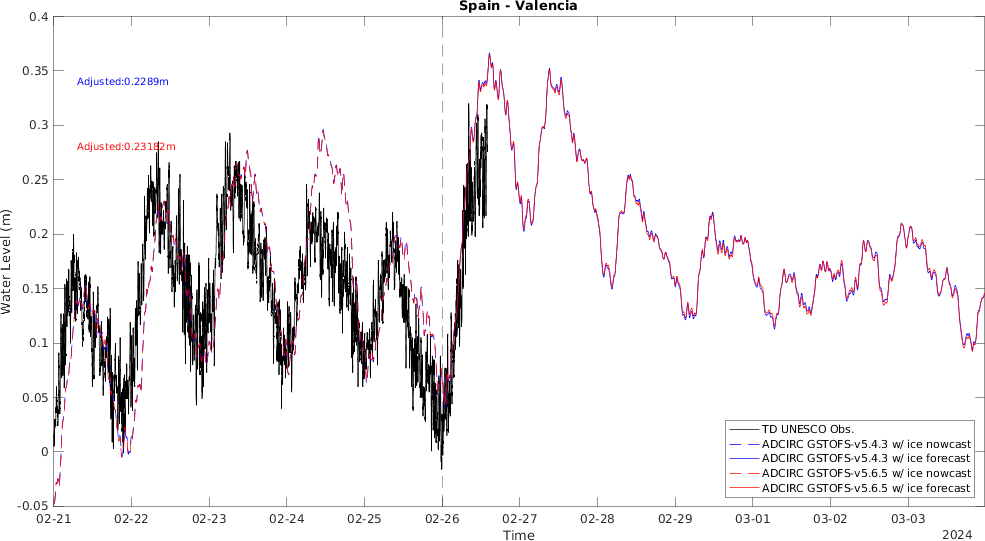 Spain - Valencia
0.4
0.35
0.3
0.25
0.2
0.15
0.1
0.05
0
-0.05
Water Level (m)
Adjusted:0.2289m
Adjusted:0.23182m
TD UNESCO Obs.
ADCIRC GSTOFS-v5.4.3 w/ ice nowcast
ADCIRC GSTOFS-v5.4.3 w/ ice forecast
ADCIRC GSTOFS-v5.6.5 w/ ice nowcast
ADCIRC GSTOFS-v5.6.5 w/ ice forecast
02-21 02-22 02-23 02-24 02-25 02-26 02-27 02-28 02-29 03-01 03-02 03-03
Time
2024